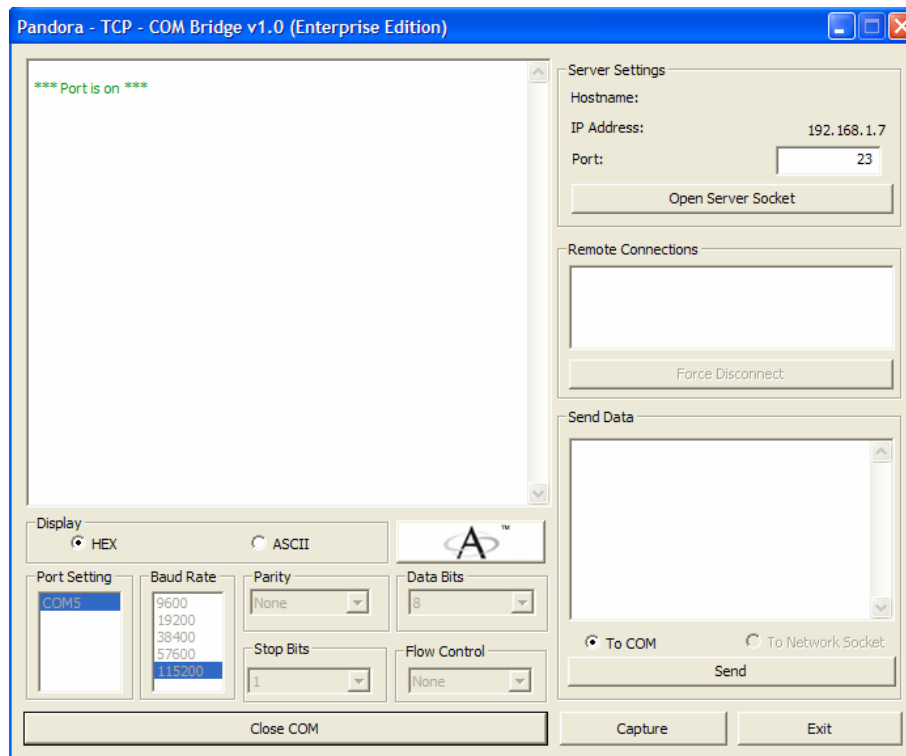 Pandora - TCP - COM Bridge v1.0 (Enterprise Edition)
*** Port is on ***
Server Settings
Hostname:
IP Address: 192.168.1.7
Port: 23
Open Server Socket
Remote Connections
Force Disconnect
Send Data
To COM To Network Socket
Send
Display
HEX ASCII
A ™
Port Setting
COM5
Baud Rate
9600
19200
38400
57600
115200
Parity
None
Data Bits
8
Stop Bits
1
Flow Control
None
Close COM
Capture
Exit